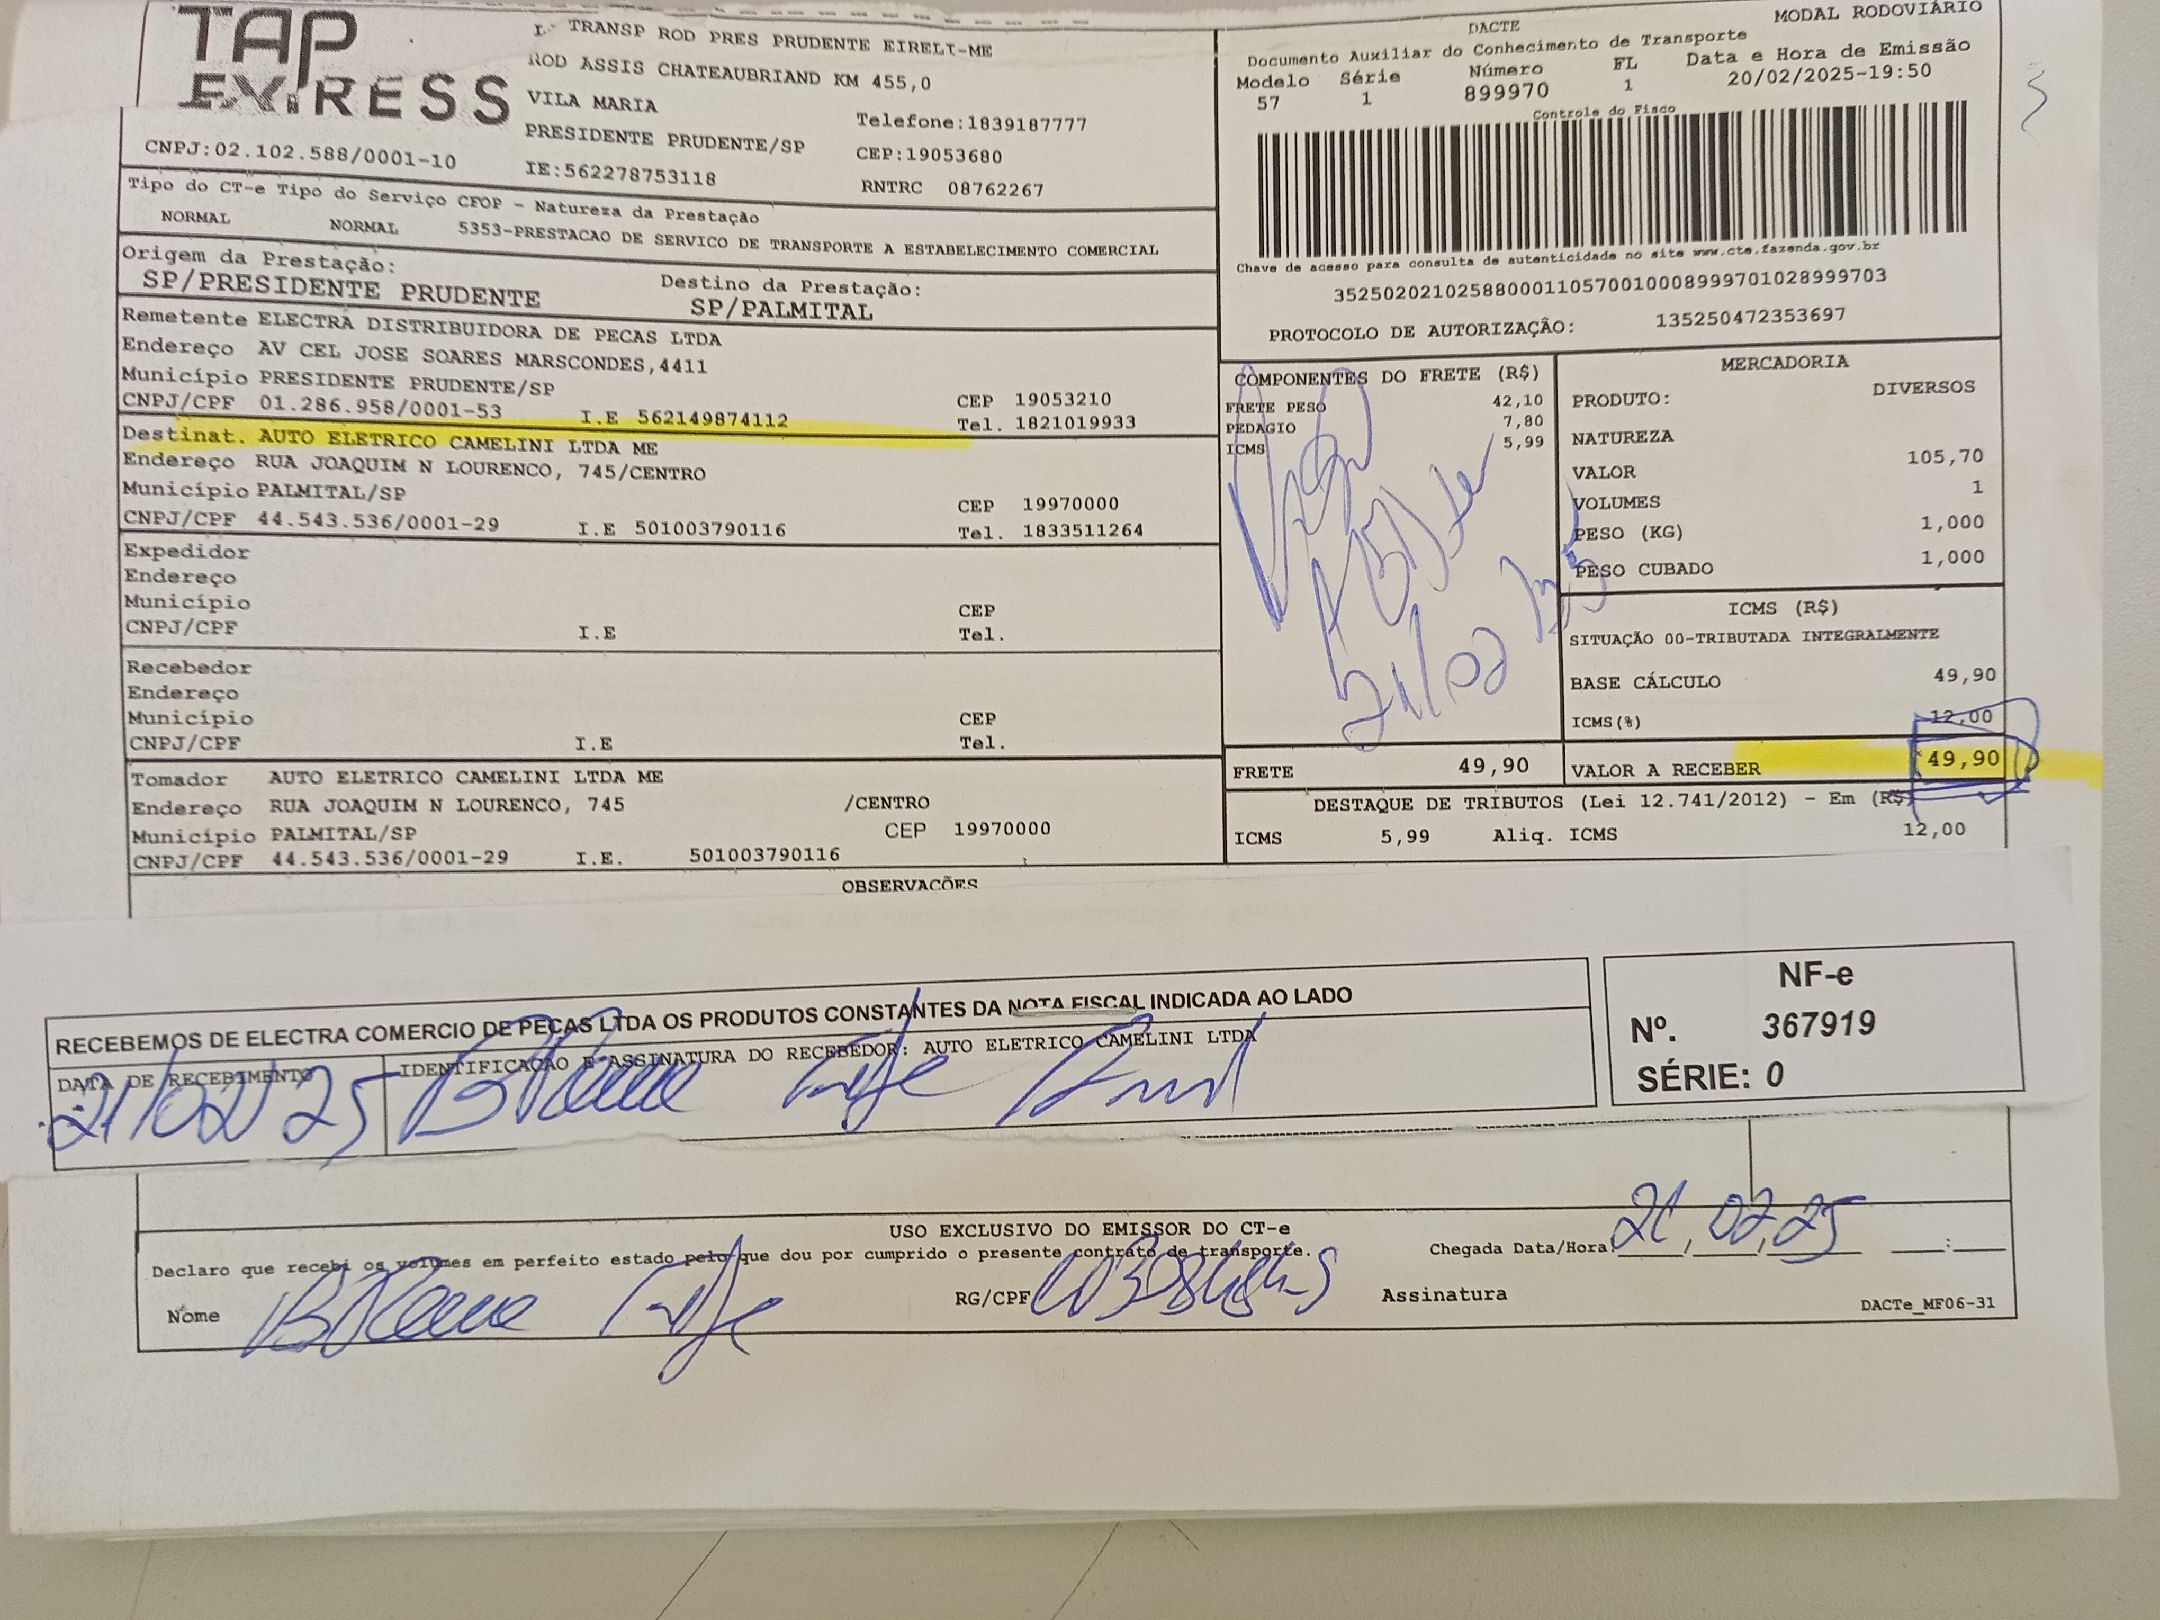 TAP
EXPRESS
TRANSP ROD PRES PRUDENTE EIRELI-ME
ROD ASSIS CHATEAUBRIAND KM 455,0
VILA MARIA
Telefone:1839187777
PRESIDENTE PRUDENTE/SP
CEP:19053680
CNPJ:02.102.588/0001-10
IE:562278753118
RNTRC 08762267
Tipo do CT-e Tipo do Serviço CFOP - Natureza da Prestação
NORMAL NORMAL 5353-PRESTACAO DE SERVICO DE TRANSPORTE A ESTABELECIMENTO COMERCIAL
Origem da Prestação:
SP/PRESIDENTE PRUDENTE
Destino da Prestação:
SP/PALMITAL
Remetente ELECTRA DISTRIBUIDORA DE PECAS LTDA
Endereço AV CEL JOSE SOARES MARSCONDES,4411
Município PRESIDENTE PRUDENTE/SP CEP 19053210
CNPJ/CPF 01.286.958/0001-53 I.E 562149874112 Tel. 1821019933
Destinat. AUTO ELETRICO CAMELINI LTDA ME
Endereço RUA JOAQUIM N LOURENCO, 745/CENTRO
Município PALMITAL/SP CEP 19970000
CNPJ/CPF 44.543.536/0001-29 I.E 501003790116 Tel. 1833511264
Expedidor
Endereço
Município CEP
CNPJ/CPF I.E Tel.
Recebedor
Endereço
Município CEP
CNPJ/CPF I.E Tel.
Tomador AUTO ELETRICO CAMELINI LTDA ME
Endereço RUA JOAQUIM N LOURENCO, 745 /CENTRO
Município PALMITAL/SP CEP 19970000
CNPJ/CPF 44.543.536/0001-29 I.E. 501003790116
OBSERVACÕES
DACTE MODAL RODOVIÁRIO
Documento Auxiliar do Conhecimento de Transporte
Modelo Série Número FL Data e Hora de Emissão
57 1 899970 1 20/02/2025-19:50
Controle do Fisco
Chave de acesso para consulta de autenticidade no site www.cte.fazenda.gov.br
35250202102588000110570010008999701028999703
PROTOCOLO DE AUTORIZAÇÃO: 135250472353697
COMPONENTES DO FRETE (R$)
FRETE PESO 42,10
PEDAGIO 7,80
ICMS 5,99
21/02
MERCADORIA
PRODUTO: DIVERSOS
NATUREZA
VALOR 105,70
VOLUMES 1
PESO (KG) 1,000
PESO CUBADO 1,000
ICMS (R$)
SITUAÇÃO 00-TRIBUTADA INTEGRALMENTE
BASE CÁLCULO 49,90
ICMS(%) 12,00
FRETE 49,90 VALOR A RECEBER 49,90
DESTAQUE DE TRIBUTOS (Lei 12.741/2012) - Em (R$)
ICMS 5,99 Aliq. ICMS 12,00
RECEBEMOS DE ELECTRA COMERCIO DE PECAS LTDA OS PRODUTOS CONSTANTES DA NOTA FISCAL INDICADA AO LADO
DATA DE RECEBIMENTO IDENTIFICAÇÃO E ASSINATURA DO RECEBEDOR: AUTO ELETRICO CAMELINI LTDA
21/02/25
NF-e
Nº. 367919
SÉRIE: 0
USO EXCLUSIVO DO EMISSOR DO CT-e
Declaro que recebi os volumes em perfeito estado pelo que dou por cumprido o presente contrato de transporte.
Chegada Data/Hora 21/02/25 :
Nome RG/CPF Assinatura
DACTe_MF06-31